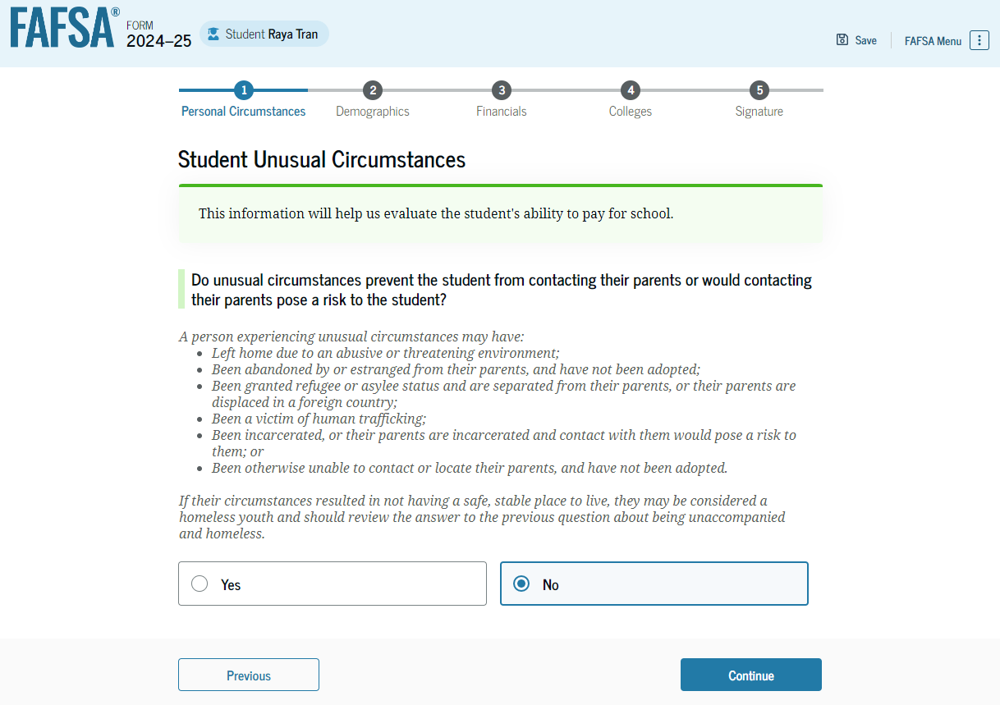 FAFSA®
FORM
2024–25
Student Raya Tran
Save
FAFSA Menu
1
2
3
4
5
Personal Circumstances
Demographics
Financials
Colleges
Signature
Student Unusual Circumstances
This information will help us evaluate the student's ability to pay for school.
Do unusual circumstances prevent the student from contacting their parents or would contacting
their parents pose a risk to the student?
A person experiencing unusual circumstances may have:
• Left home due to an abusive or threatening environment;
• Been abandoned by or estranged from their parents, and have not been adopted;
• Been granted refugee or asylee status and are separated from their parents, or their parents are
displaced in a foreign country;
• Been a victim of human trafficking;
• Been incarcerated, or their parents are incarcerated and contact with them would pose a risk to
them; or
• Been otherwise unable to contact or locate their parents, and have not been adopted.
If their circumstances resulted in not having a safe, stable place to live, they may be considered a
homeless youth and should review the answer to the previous question about being unaccompanied
and homeless.
Yes
No
Previous
Continue